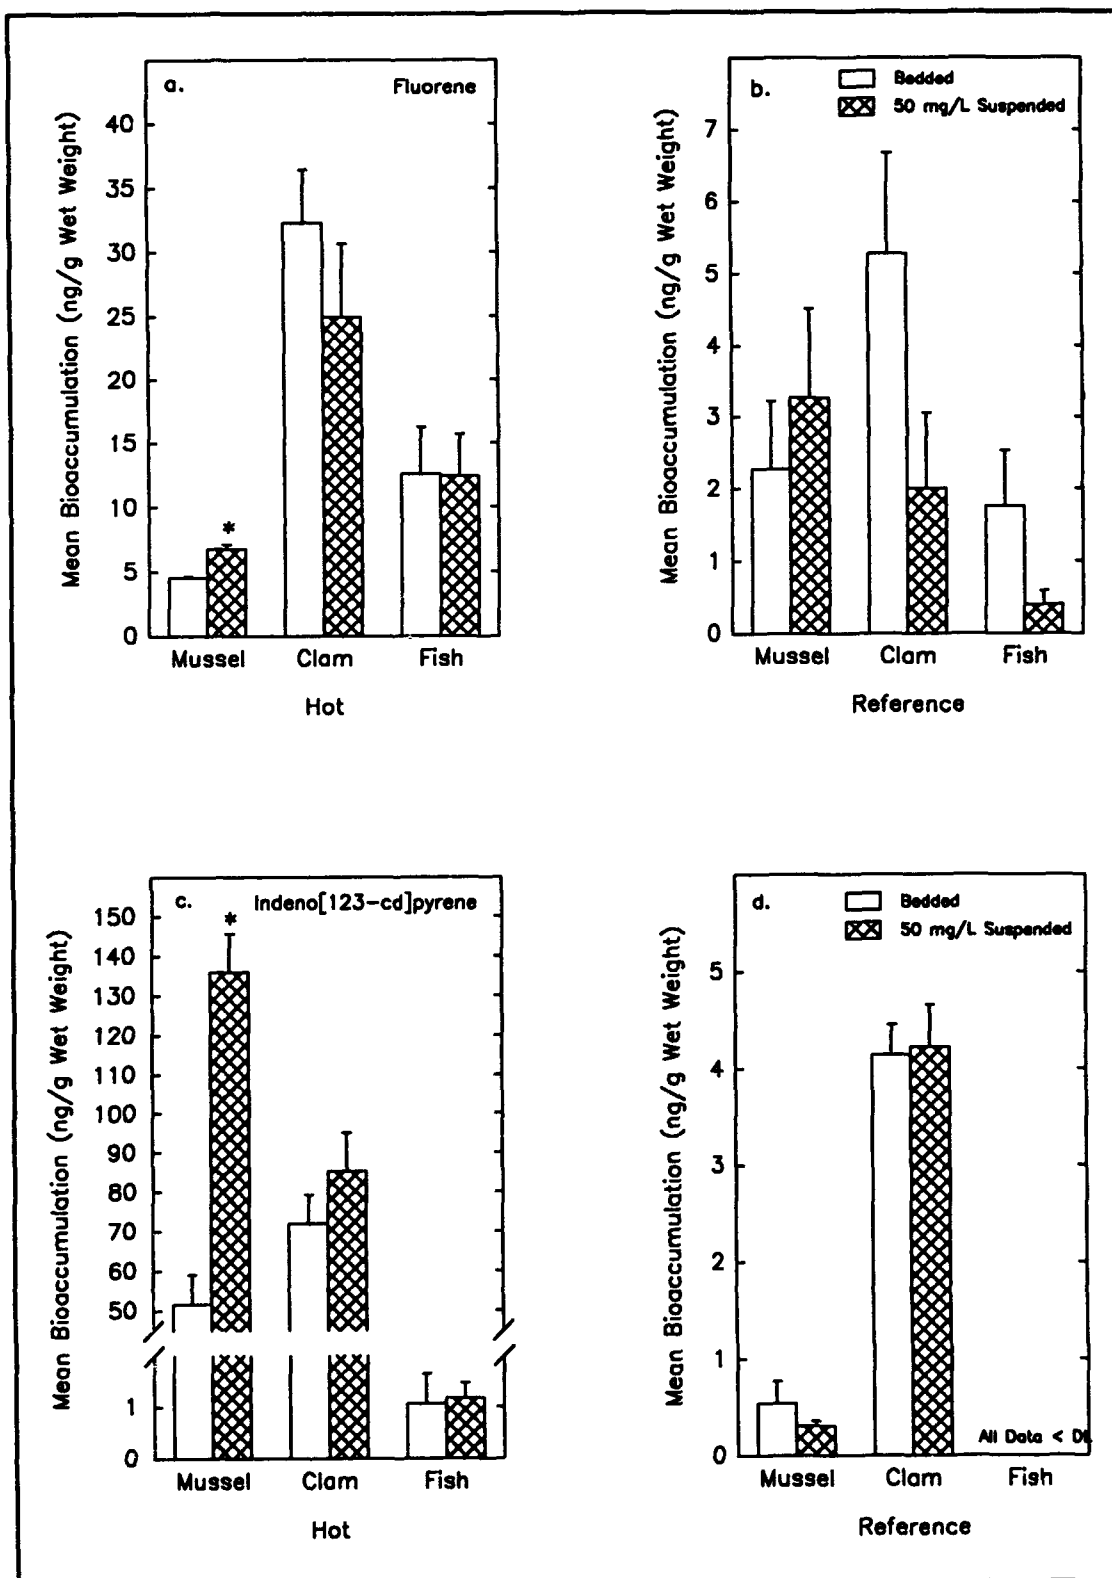 a.
Fluorene
Mean Bioaccumulation (ng/g Wet Weight)
40
35
30
25
20
15
10
5
0
*
Mussel Clam Fish
Hot
b.
Bedded
50 mg/L Suspended
Mean Bioaccumulation (ng/g Wet Weight)
7
6
5
4
3
2
1
0
Mussel Clam Fish
Reference
c.
Indeno[123-cd]pyrene
Mean Bioaccumulation (ng/g Wet Weight)
150
140
130
120
110
100
90
80
70
60
50
1
0
*
Mussel Clam Fish
Hot
d.
Bedded
50 mg/L Suspended
Mean Bioaccumulation (ng/g Wet Weight)
5
4
3
2
1
0
All Data < DL
Mussel Clam Fish
Reference